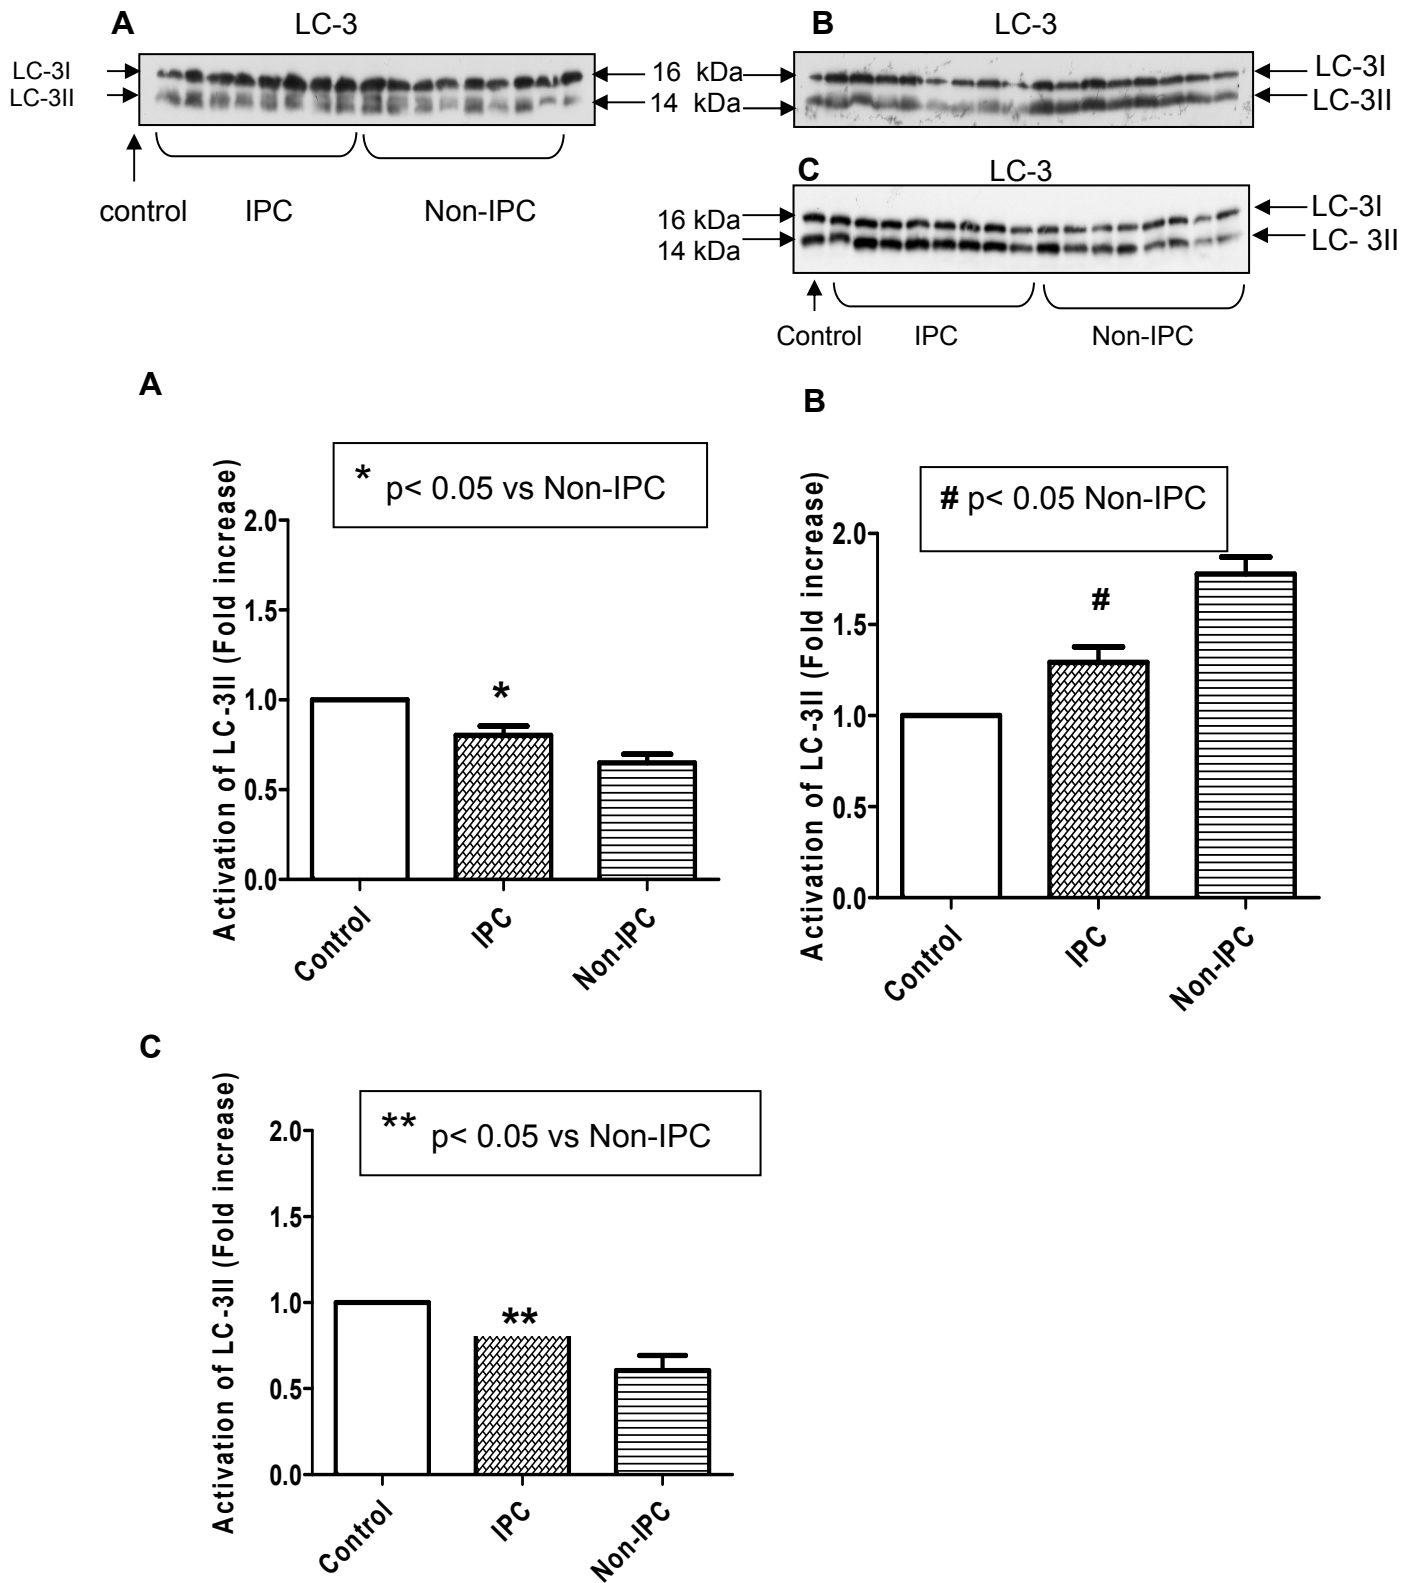 A
LC-3
B
LC-3
LC-3I
LC-3II
16 kDa
14 kDa
LC-3I
LC-3II
C
LC-3
control
IPC
Non-IPC
16 kDa
14 kDa
LC-3I
LC- 3II
Control
IPC
Non-IPC
A
* p< 0.05 vs Non-IPC
Activation of LC-3II (Fold increase)
2.0
1.5
1.0
0.5
0.0
*
Control
IPC
Non-IPC
B
# p< 0.05 Non-IPC
Activation of LC-3II (Fold increase)
2.0
1.5
1.0
0.5
0.0
#
Control
IPC
Non-IPC
C
** p< 0.05 vs Non-IPC
Activation of LC-3II (Fold increase)
2.0
1.5
1.0
0.5
0.0
**
Control
IPC
Non-IPC